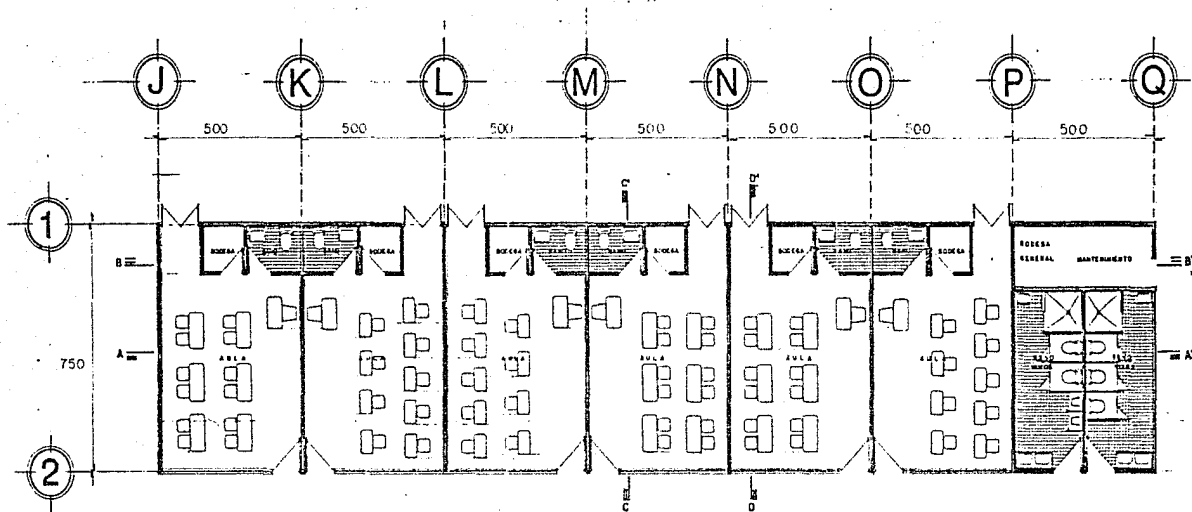 J K L M N O P Q
500 500 500 500 500 500 500
1
C' D'
BODEGA BODEGA BODEGA BODEGA BODEGA BODEGA
BODEGA
GENERAL MANTENIMIENTO
B B'
A A'
AULA AULA AULA AULA AULA AULA
750
2
C D